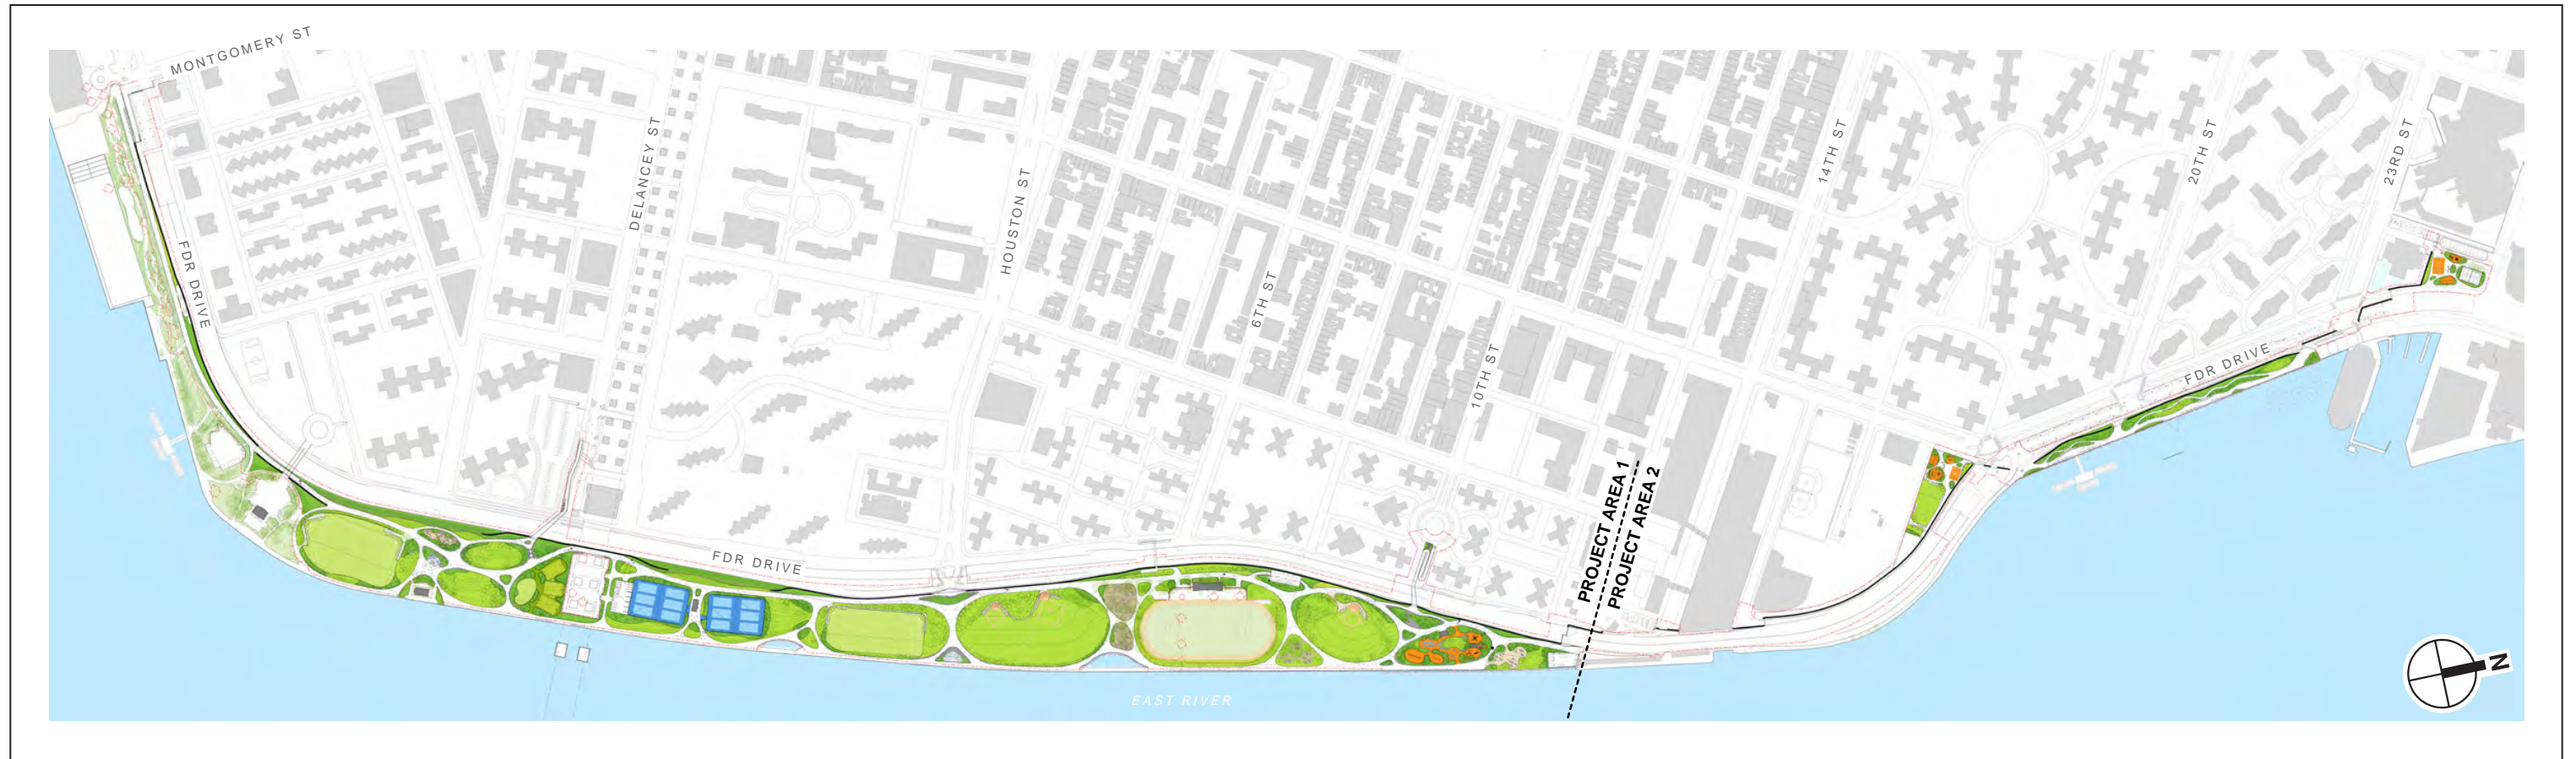 MONTGOMERY ST
DELANCEY ST
HOUSTON ST
6TH ST
10TH ST
14TH ST
20TH ST
23RD ST
FDR DRIVE
FDR DRIVE
FDR DRIVE
PROJECT AREA 1
PROJECT AREA 2
EAST RIVER
N